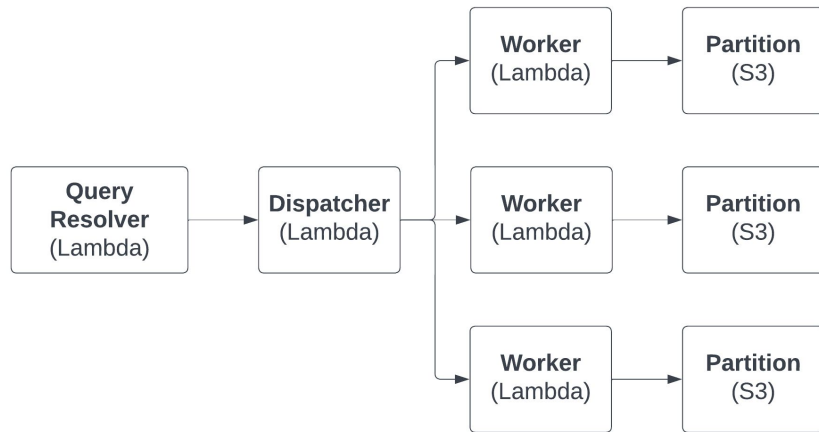 Worker
(Lambda)
Partition
(S3)
Query
Resolver
(Lambda)
Dispatcher
(Lambda)
Worker
(Lambda)
Partition
(S3)
Worker
(Lambda)
Partition
(S3)